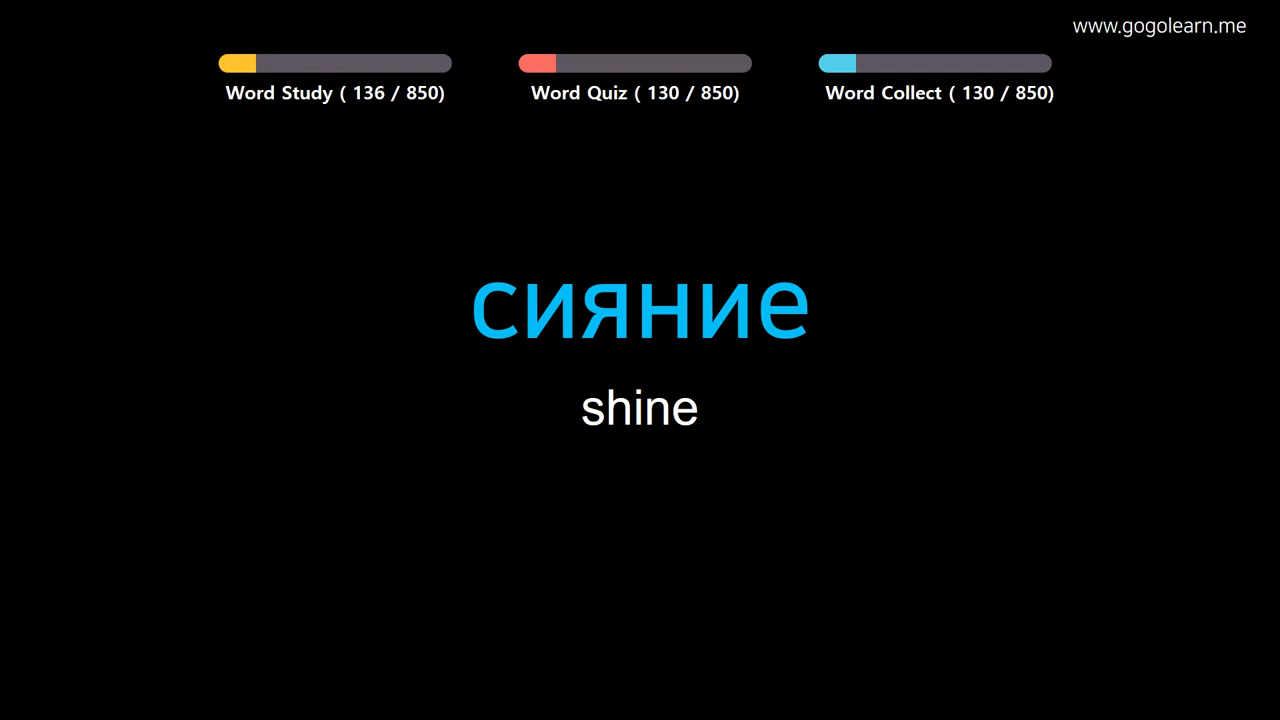 www.gogolearn.me
Word Study ( 136 / 850)
Word Quiz ( 130 / 850)
Word Collect ( 130 / 850)
сияние
shine